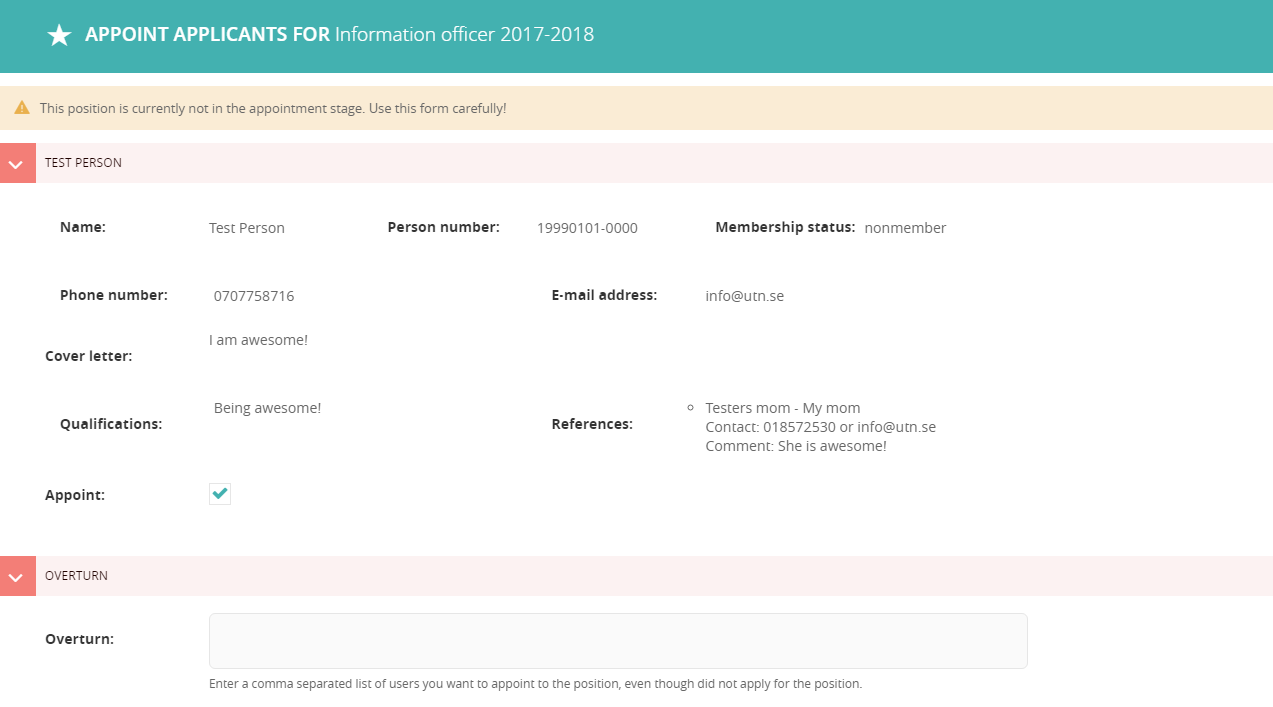 APPOINT APPLICANTS FOR Information officer 2017-2018
This position is currently not in the appointment stage. Use this form carefully!
TEST PERSON
Name: Test Person Person number: 19990101-0000 Membership status: nonmember
Phone number: 0707758716 E-mail address: info@utn.se
Cover letter: I am awesome!
Qualifications: Being awesome! References: Testers mom - My mom
Contact: 018572530 or info@utn.se
Comment: She is awesome!
Appoint:
OVERTURN
Overturn:
Enter a comma separated list of users you want to appoint to the position, even though did not apply for the position.